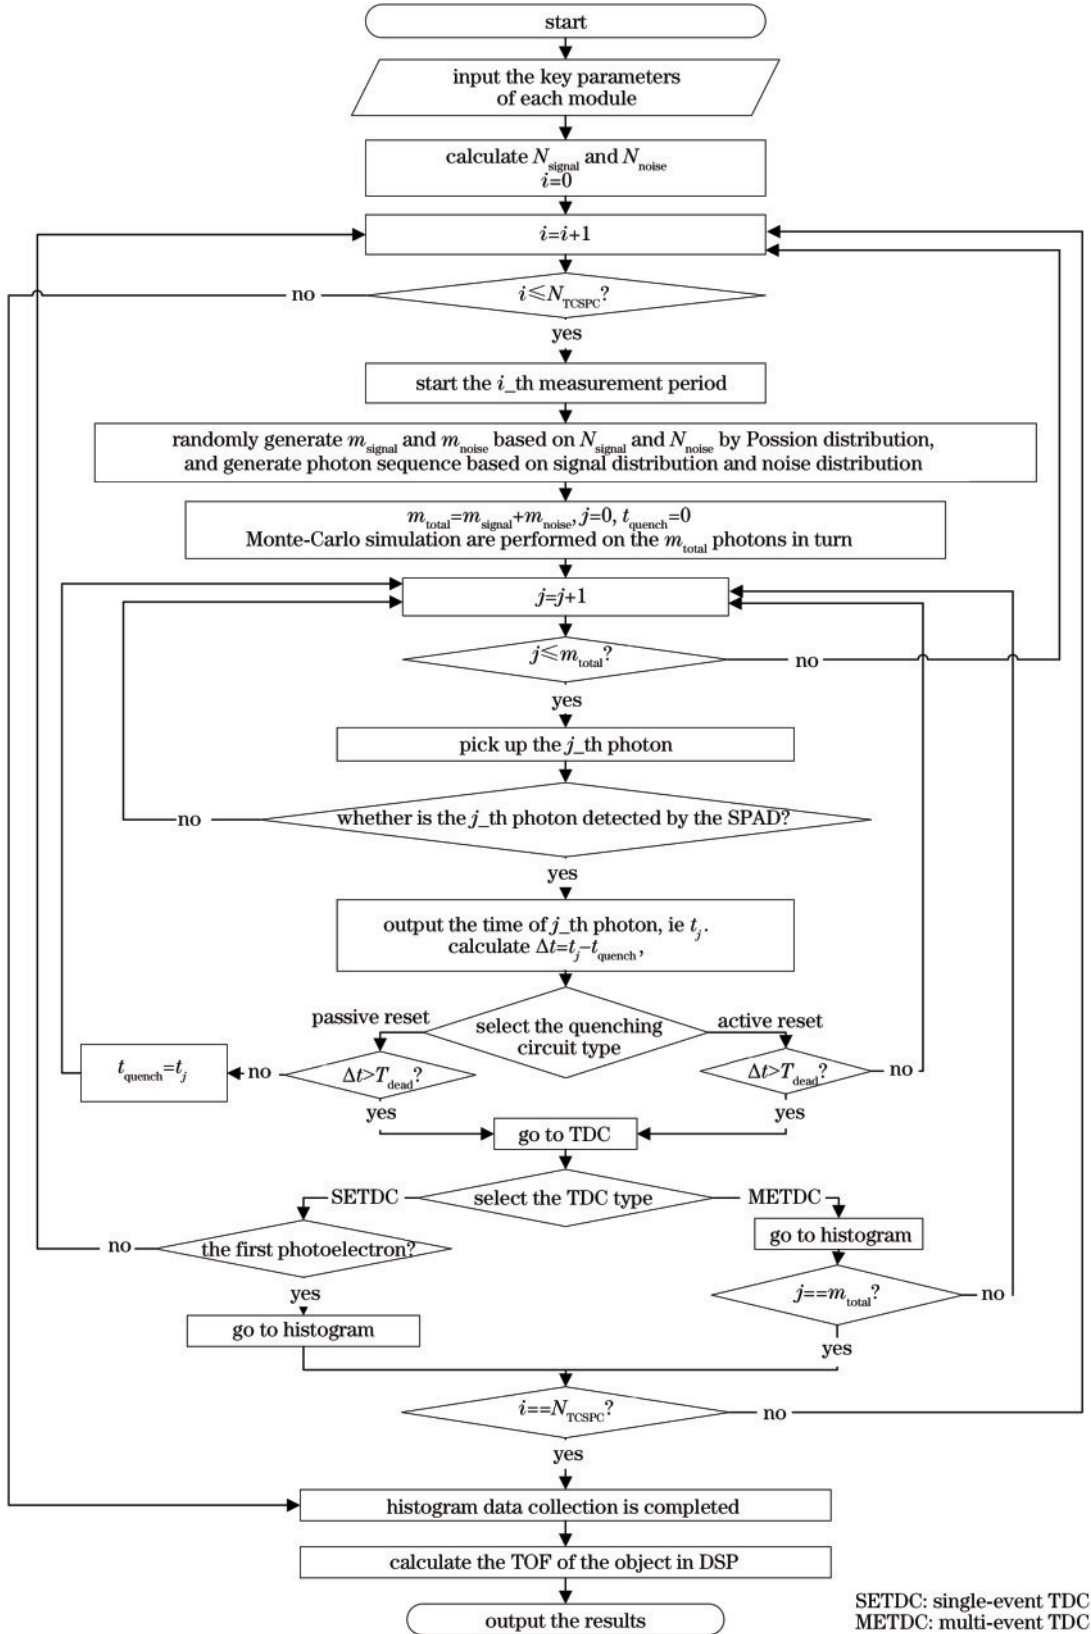 start
input the key parameters
of each module
calculate N_signal and N_noise
i=0
i=i+1
i≤N_TCSPC?
no
yes
start the i_th measurement period
randomly generate m_signal and m_noise based on N_signal and N_noise by Possion distribution,
and generate photon sequence based on signal distribution and noise distribution
m_total=m_signal+m_noise, j=0, t_quench=0
Monte-Carlo simulation are performed on the m_total photons in turn
j=j+1
j≤m_total?
no
yes
pick up the j_th photon
whether is the j_th photon detected by the SPAD?
no
yes
output the time of j_th photon, ie t_j.
calculate Δt=t_j−t_quench,
passive reset
select the quenching
circuit type
active reset
t_quench=t_j
no
Δt>T_dead?
Δt>T_dead?
no
yes
yes
go to TDC
SETDC
select the TDC type
METDC
go to histogram
no
the first photoelectron?
j==m_total?
no
yes
go to histogram
yes
i==N_TCSPC?
no
yes
histogram data collection is completed
calculate the TOF of the object in DSP
output the results
SETDC: single-event TDC
METDC: multi-event TDC